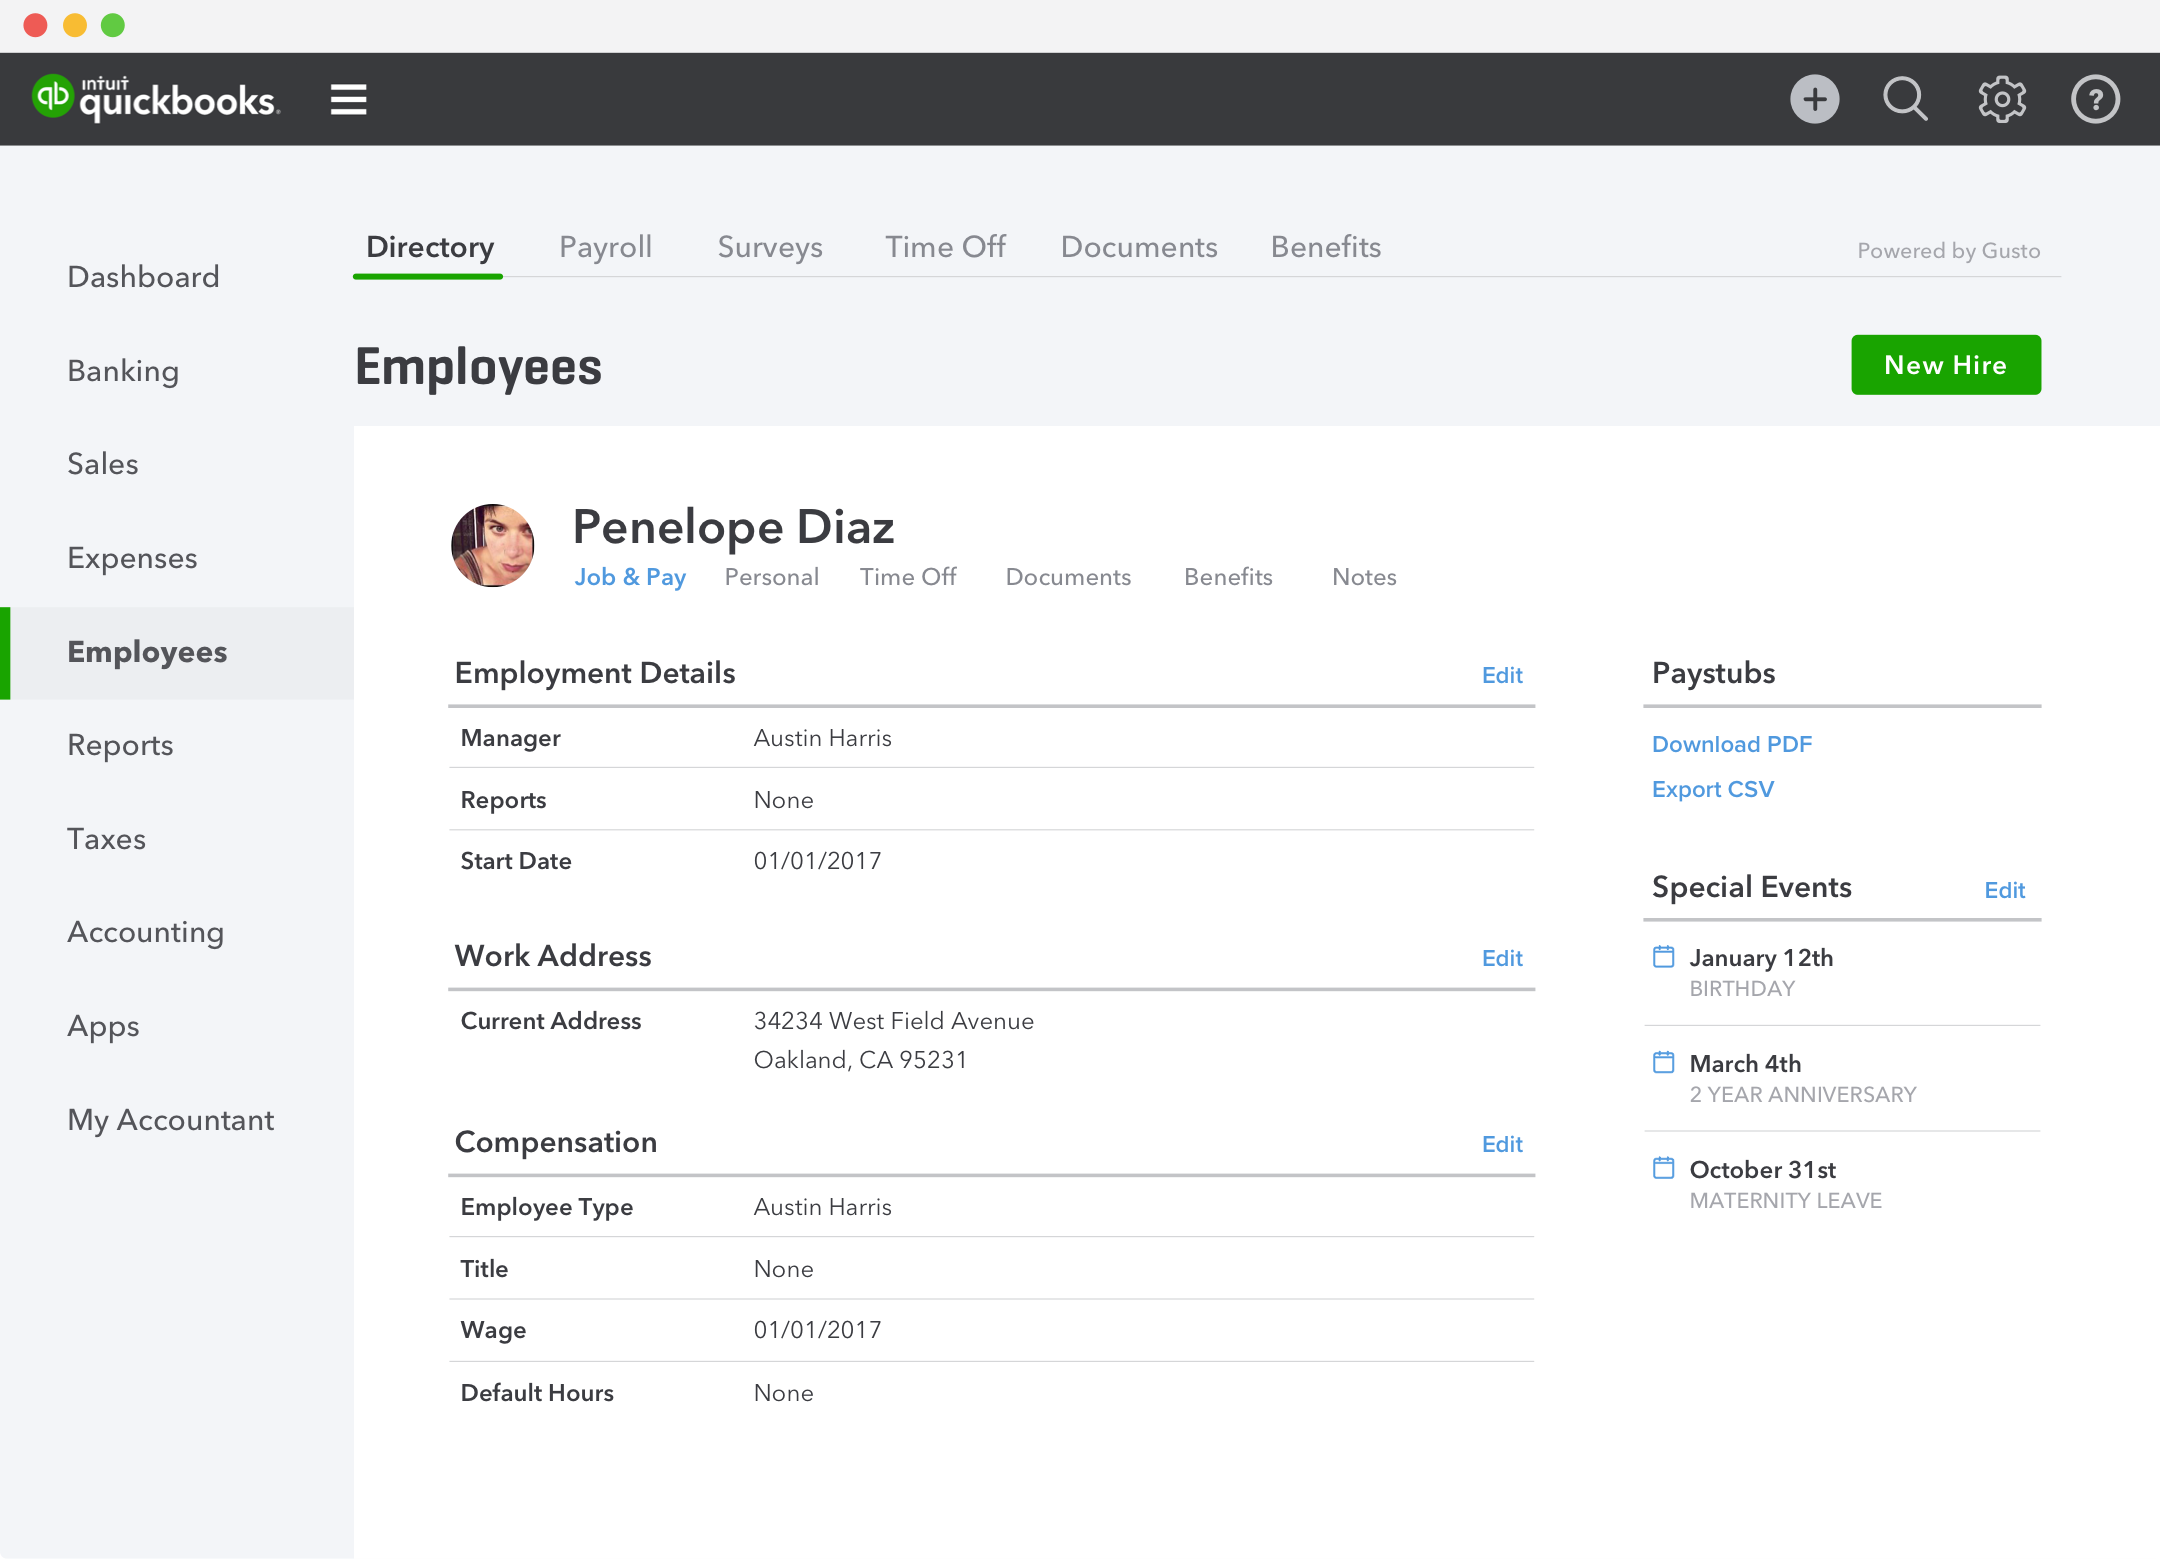 qb INTUIT
quickbooks.
?
Directory Payroll Surveys Time Off Documents Benefits Powered by Gusto
Dashboard
Banking
Sales
Expenses
Employees
Reports
Taxes
Accounting
Apps
My Accountant
Employees New Hire
Penelope Diaz
Job & Pay Personal Time Off Documents Benefits Notes
Employment Details Edit
Manager Austin Harris
Reports None
Start Date 01/01/2017
Work Address Edit
Current Address 34234 West Field Avenue
Oakland, CA 95231
Compensation Edit
Employee Type Austin Harris
Title None
Wage 01/01/2017
Default Hours None
Paystubs
Download PDF
Export CSV
Special Events Edit
January 12th
BIRTHDAY
March 4th
2 YEAR ANNIVERSARY
October 31st
MATERNITY LEAVE